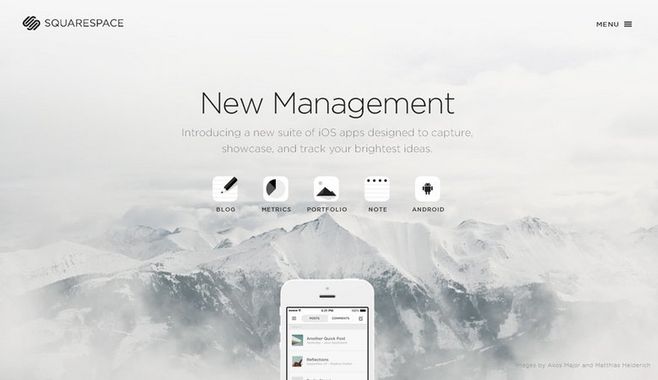 SQUARESPACE
MENU
New Management
Introducing a new suite of iOS apps designed to capture,
showcase, and track your brightest ideas.
BLOG METRICS PORTFOLIO NOTE ANDROID
POSTS COMMENTS
Another Quick Post
Reflections
Images by Akos Major and Matthias Heiderich